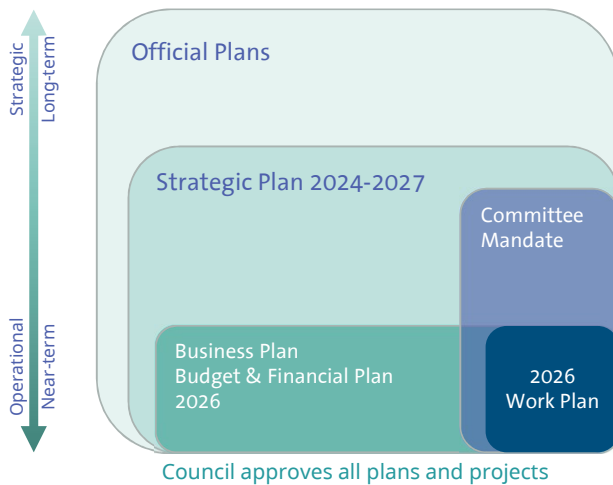 Strategic
Long-term
Operational
Near-term
Official Plans
Strategic Plan 2024-2027
Committee
Mandate
Business Plan
Budget & Financial Plan
2026
2026
Work Plan
Council approves all plans and projects